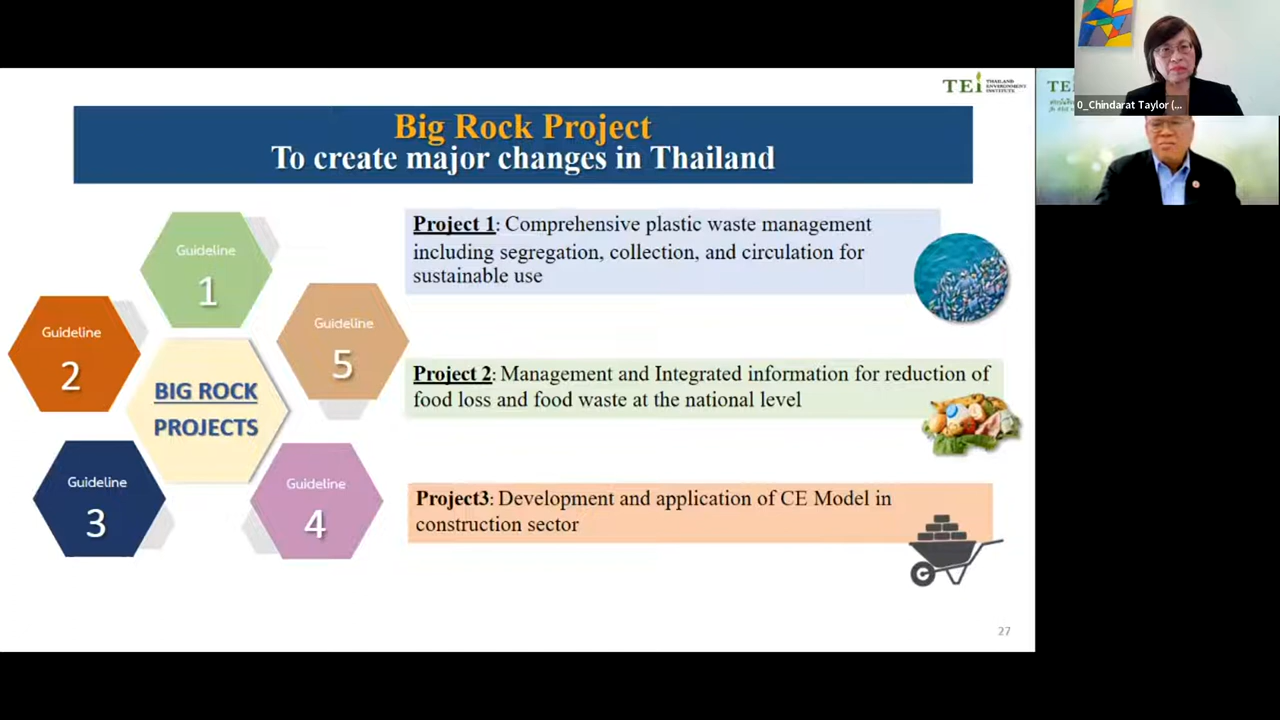 TEi THAILAND ENVIRONMENT INSTITUTE
Big Rock Project
To create major changes in Thailand
Guideline
1
Guideline
2
Guideline
5
BIG ROCK
PROJECTS
Guideline
3
Guideline
4
Project 1: Comprehensive plastic waste management
including segregation, collection, and circulation for
sustainable use
Project 2: Management and Integrated information for reduction of
food loss and food waste at the national level
Project3: Development and application of CE Model in
construction sector
27
0_Chindarat Taylor (...
TE